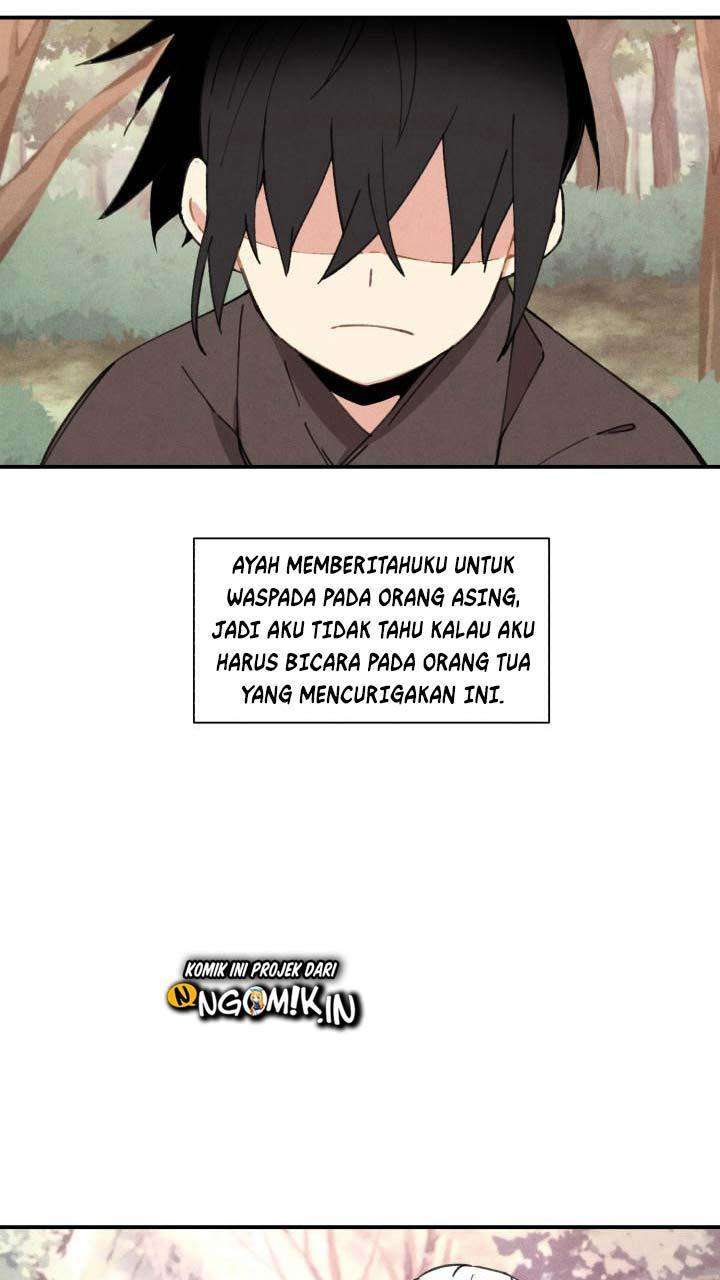 AYAH MEMBERITAHUKU UNTUK
WASPADA PADA ORANG ASING,
JADI AKU TIDAK TAHU KALAU AKU
HARUS BICARA PADA ORANG TUA
YANG MENCURIGAKAN INI.
KOMIK INI PROJEK DARI
N NGOMIK.IN